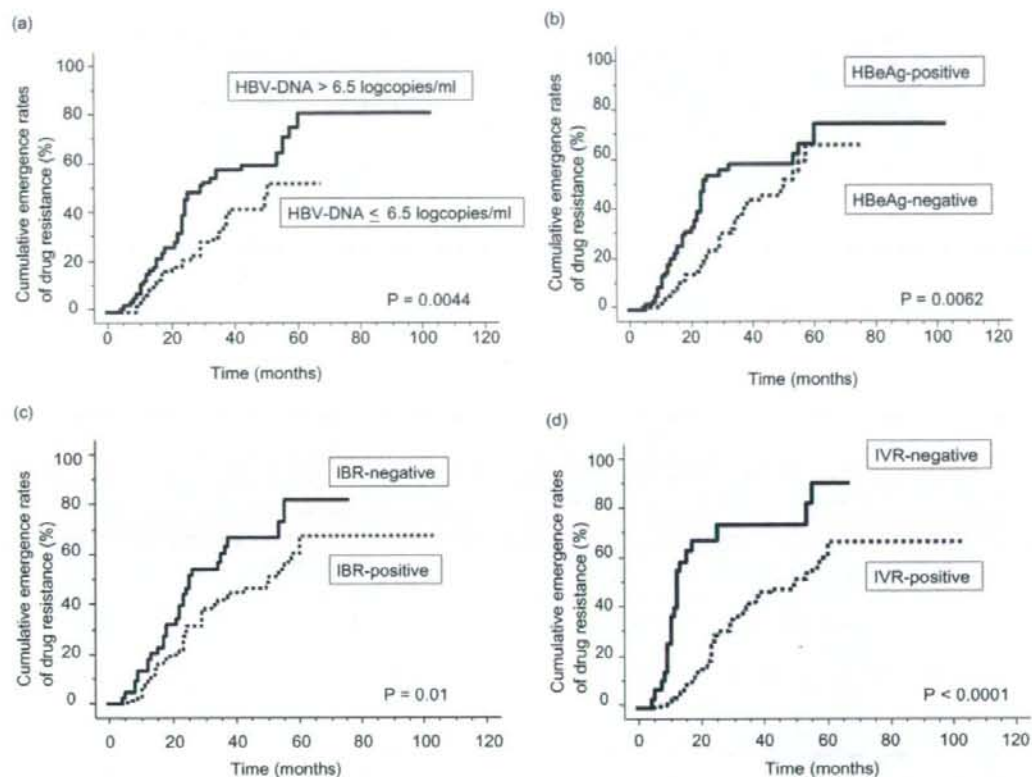 (a)
Cumulative emergence rates
of drug resistance (%)
100
80
60
40
20
0
HBV-DNA > 6.5 logcopies/ml
HBV-DNA ≤ 6.5 logcopies/ml
P = 0.0044
0 20 40 60 80 100 120
Time (months)
(b)
Cumulative emergence rates
of drug resistance (%)
100
80
60
40
20
0
HBeAg-positive
HBeAg-negative
P = 0.0062
0 20 40 60 80 100 120
Time (months)
(c)
Cumulative emergence rates
of drug resistance (%)
100
80
60
40
20
0
IBR-negative
IBR-positive
P = 0.01
0 20 40 60 80 100 120
Time (months)
(d)
Cumulative emergence rates
of drug resistance (%)
100
80
60
40
20
0
IVR-negative
IVR-positive
P < 0.0001
0 20 40 60 80 100 120
Time (months)